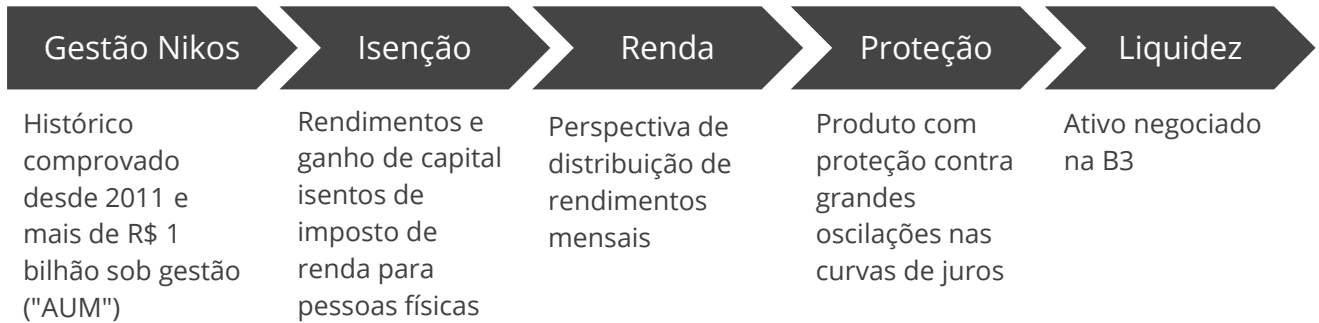 Gestão Nikos
Histórico
comprovado
desde 2011 e
mais de R$ 1
bilhão sob gestão
("AUM")
Isenção
Rendimentos e
ganho de capital
isentos de
imposto de
renda para
pessoas físicas
Renda
Perspectiva de
distribuição de
rendimentos
mensais
Proteção
Produto com
proteção contra
grandes
oscilações nas
curvas de juros
Liquidez
Ativo negociado
na B3